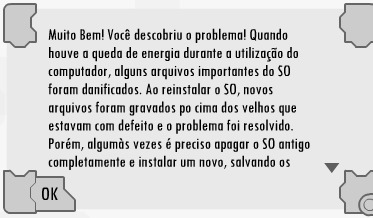 Muito Bem! Você descobriu o problema! Quando
houve a queda de energia durante a utilização do
computador, alguns arquivos importantes do SO
foram danificados. Ao reinstalar o SO, novos
arquivos foram gravados po cima dos velhos que
estavam com defeito e o problema foi resolvido.
Porém, algumàs vezes é preciso apagar o SO antigo
completamente e instalar um novo, salvando os
OK